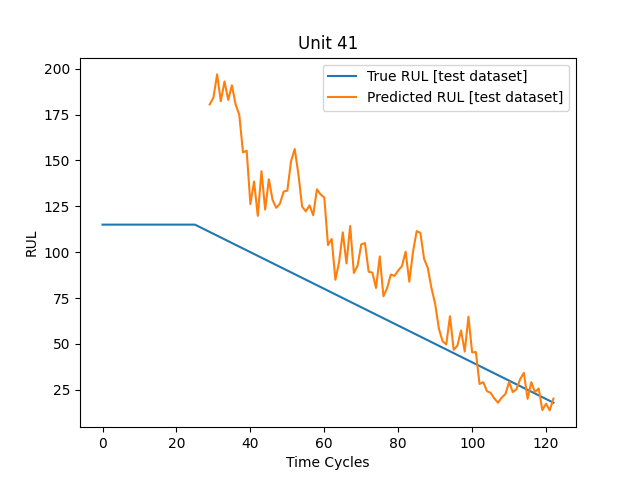 Unit 41
True RUL [test dataset]
Predicted RUL [test dataset]
200
175
150
125
100
75
50
25
RUL
0 20 40 60 80 100 120
Time Cycles